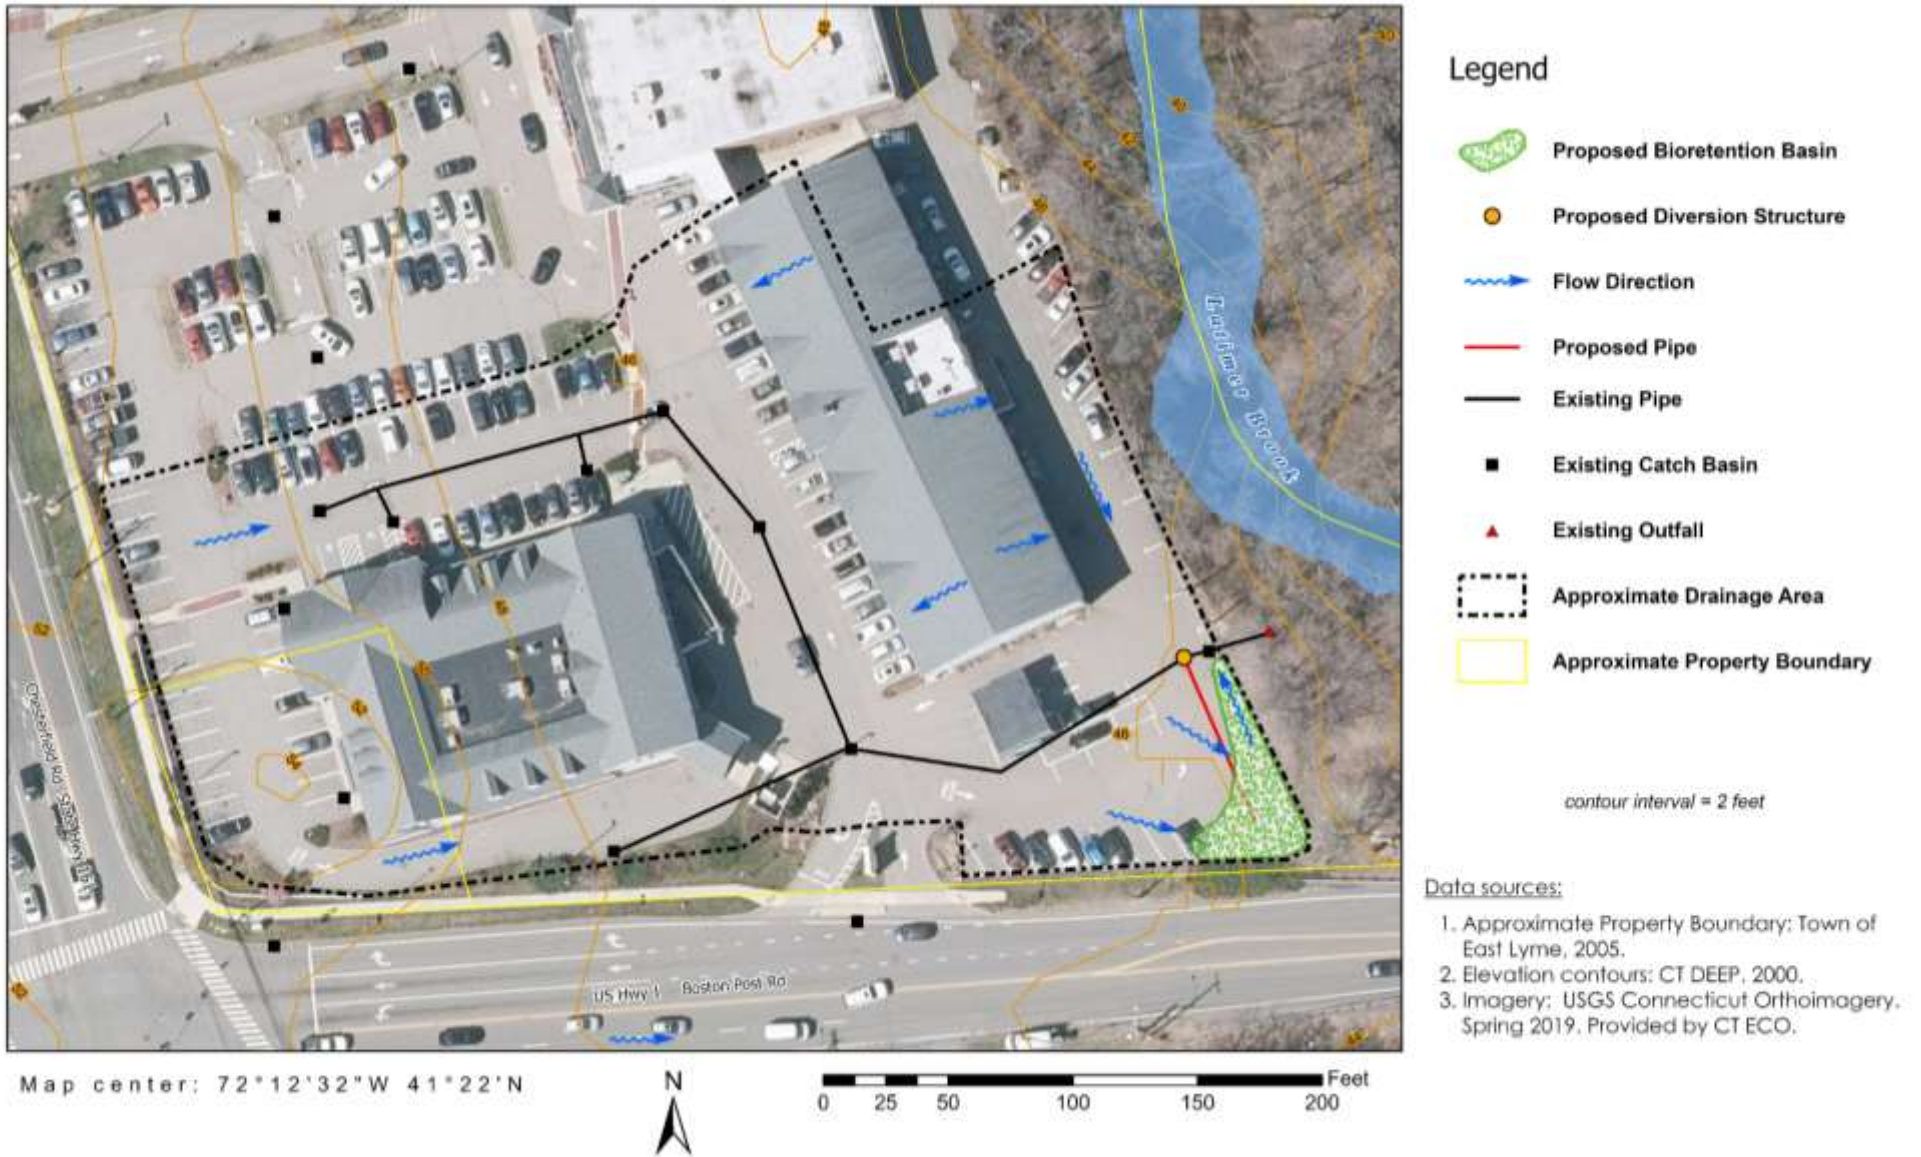 Legend
Proposed Bioretention Basin
Proposed Diversion Structure
Flow Direction
Proposed Pipe
Existing Pipe
Existing Catch Basin
Existing Outfall
Approximate Drainage Area
Approximate Property Boundary
contour interval = 2 feet
Data sources:
1. Approximate Property Boundary: Town of
East Lyme, 2005.
2. Elevation contours: CT DEEP, 2000.
3. Imagery: USGS Connecticut Orthoimagery.
Spring 2019. Provided by CT ECO.
Latimer Brook
48
48
52
US Hwy 1 Boston Post Rd
Map center: 72°12'32"W 41°22'N
N
Feet
0 25 50 100 150 200